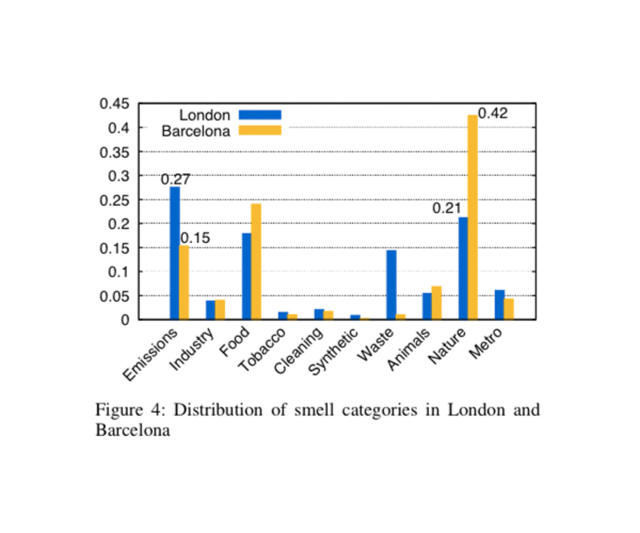 0.45
0.4
0.35
0.3
0.25
0.2
0.15
0.1
0.05
0
London
Barcelona
0.27
0.15
0.21
0.42
Emissions
Industry
Food
Tobacco
Cleaning
Synthetic
Waste
Animals
Nature
Metro
Figure 4: Distribution of smell categories in London and
Barcelona